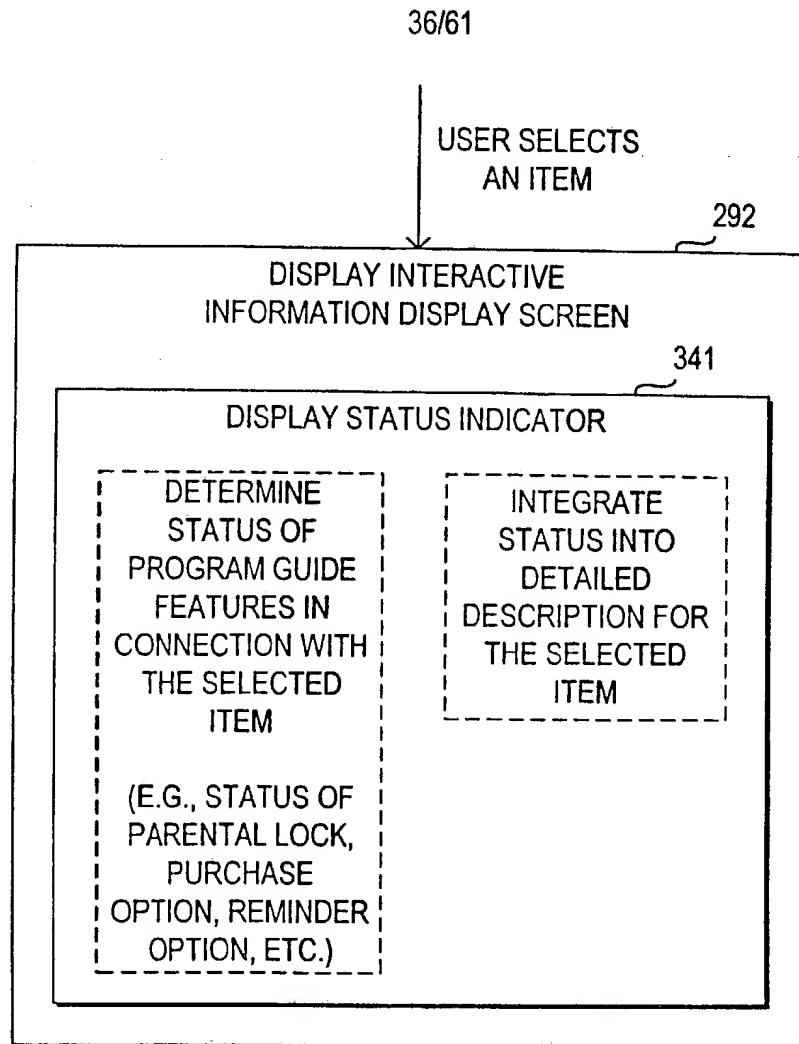 36/61
USER SELECTS
AN ITEM
292
DISPLAY INTERACTIVE
INFORMATION DISPLAY SCREEN
341
DISPLAY STATUS INDICATOR
DETERMINE
STATUS OF
PROGRAM GUIDE
FEATURES IN
CONNECTION WITH
THE SELECTED
ITEM
(E.G., STATUS OF
PARENTAL LOCK,
PURCHASE
OPTION, REMINDER
OPTION, ETC.)
INTEGRATE
STATUS INTO
DETAILED
DESCRIPTION FOR
THE SELECTED
ITEM